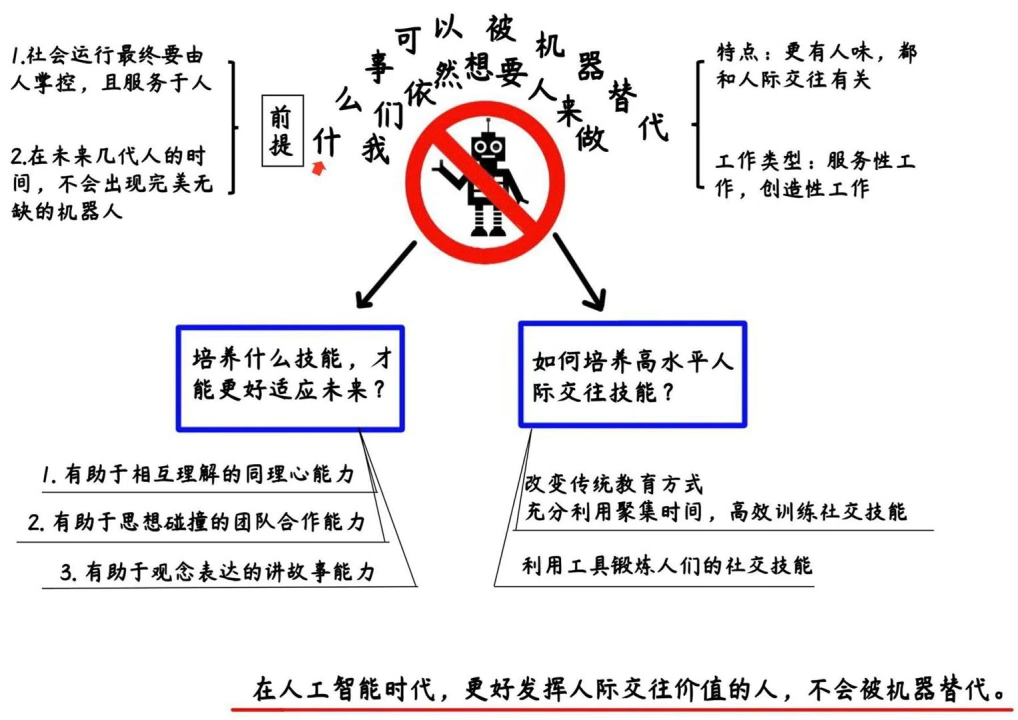 什么事可以被机器替代
我们依然想要人来做
前提
1.社会运行最终要由
人掌控，且服务于人
2.在未来几代人的时
间，不会出现完美无
缺的机器人
特点：更有人味，都
和人际交往有关
工作类型：服务性工
作，创造性工作
培养什么技能，才
能更好适应未来？
1. 有助于相互理解的同理心能力
2. 有助于思想碰撞的团队合作能力
3. 有助于观念表达的讲故事能力
如何培养高水平人
际交往技能？
改变传统教育方式
充分利用聚集时间，高效训练社交技能
利用工具锻炼人们的社交技能
在人工智能时代，更好发挥人际交往价值的人，不会被机器替代。